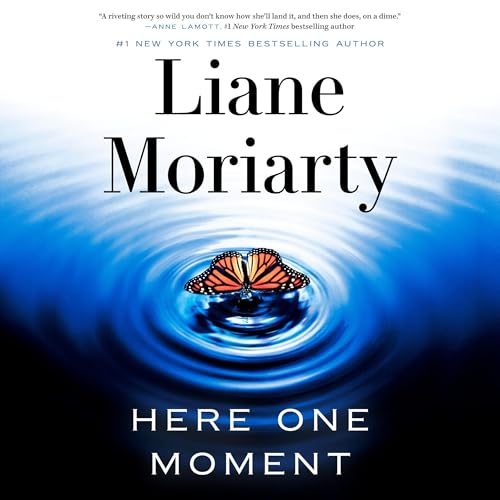 "A riveting story so wild you don't know how she'll land it, and then she does, on a dime."
—ANNE LAMOTT, #1 New York Times bestselling author
#1 NEW YORK TIMES BESTSELLING AUTHOR
Liane
Moriarty
HERE ONE
MOMENT